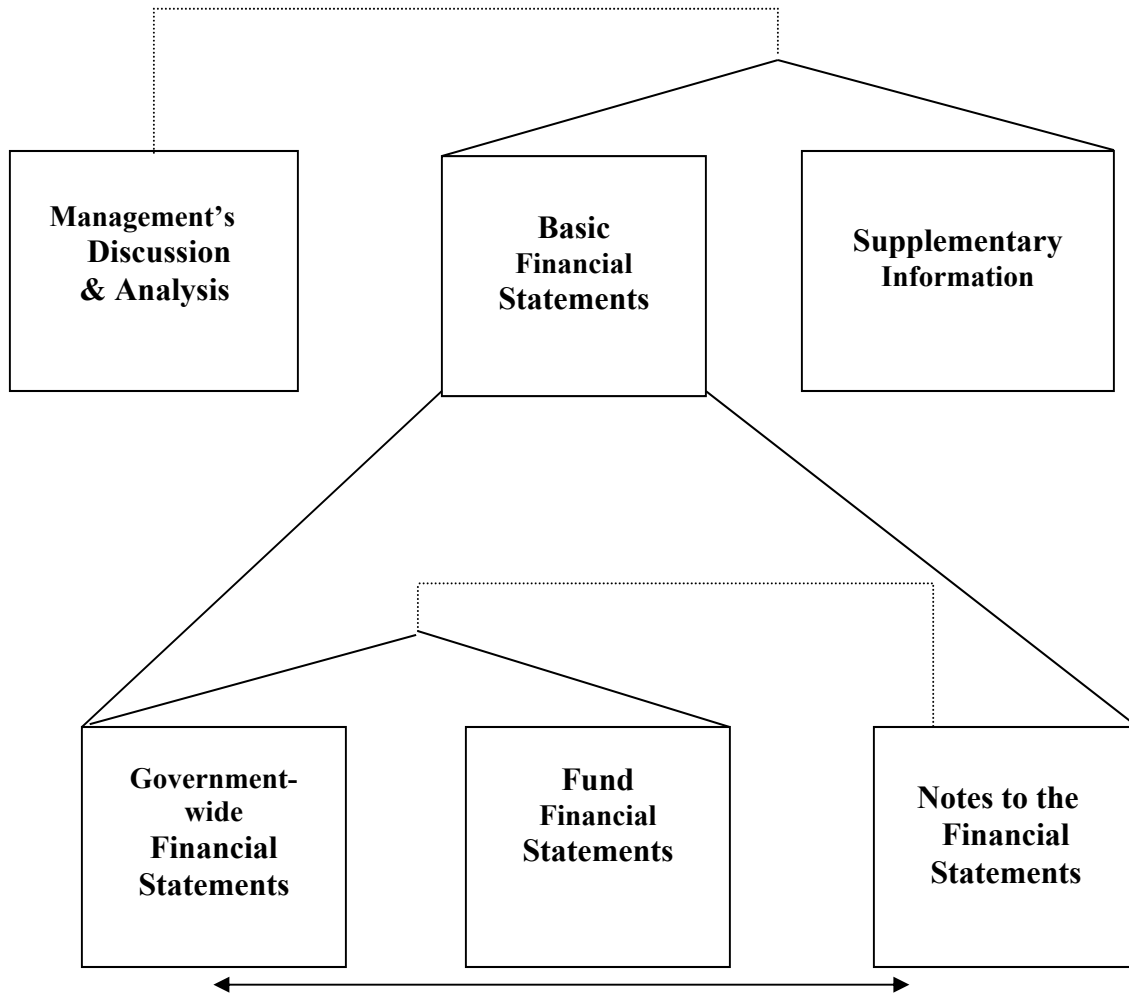 Management’s
Discussion
& Analysis
Basic
Financial
Statements
Supplementary
Information
Government-
wide
Financial
Statements
Fund
Financial
Statements
Notes to the
Financial
Statements